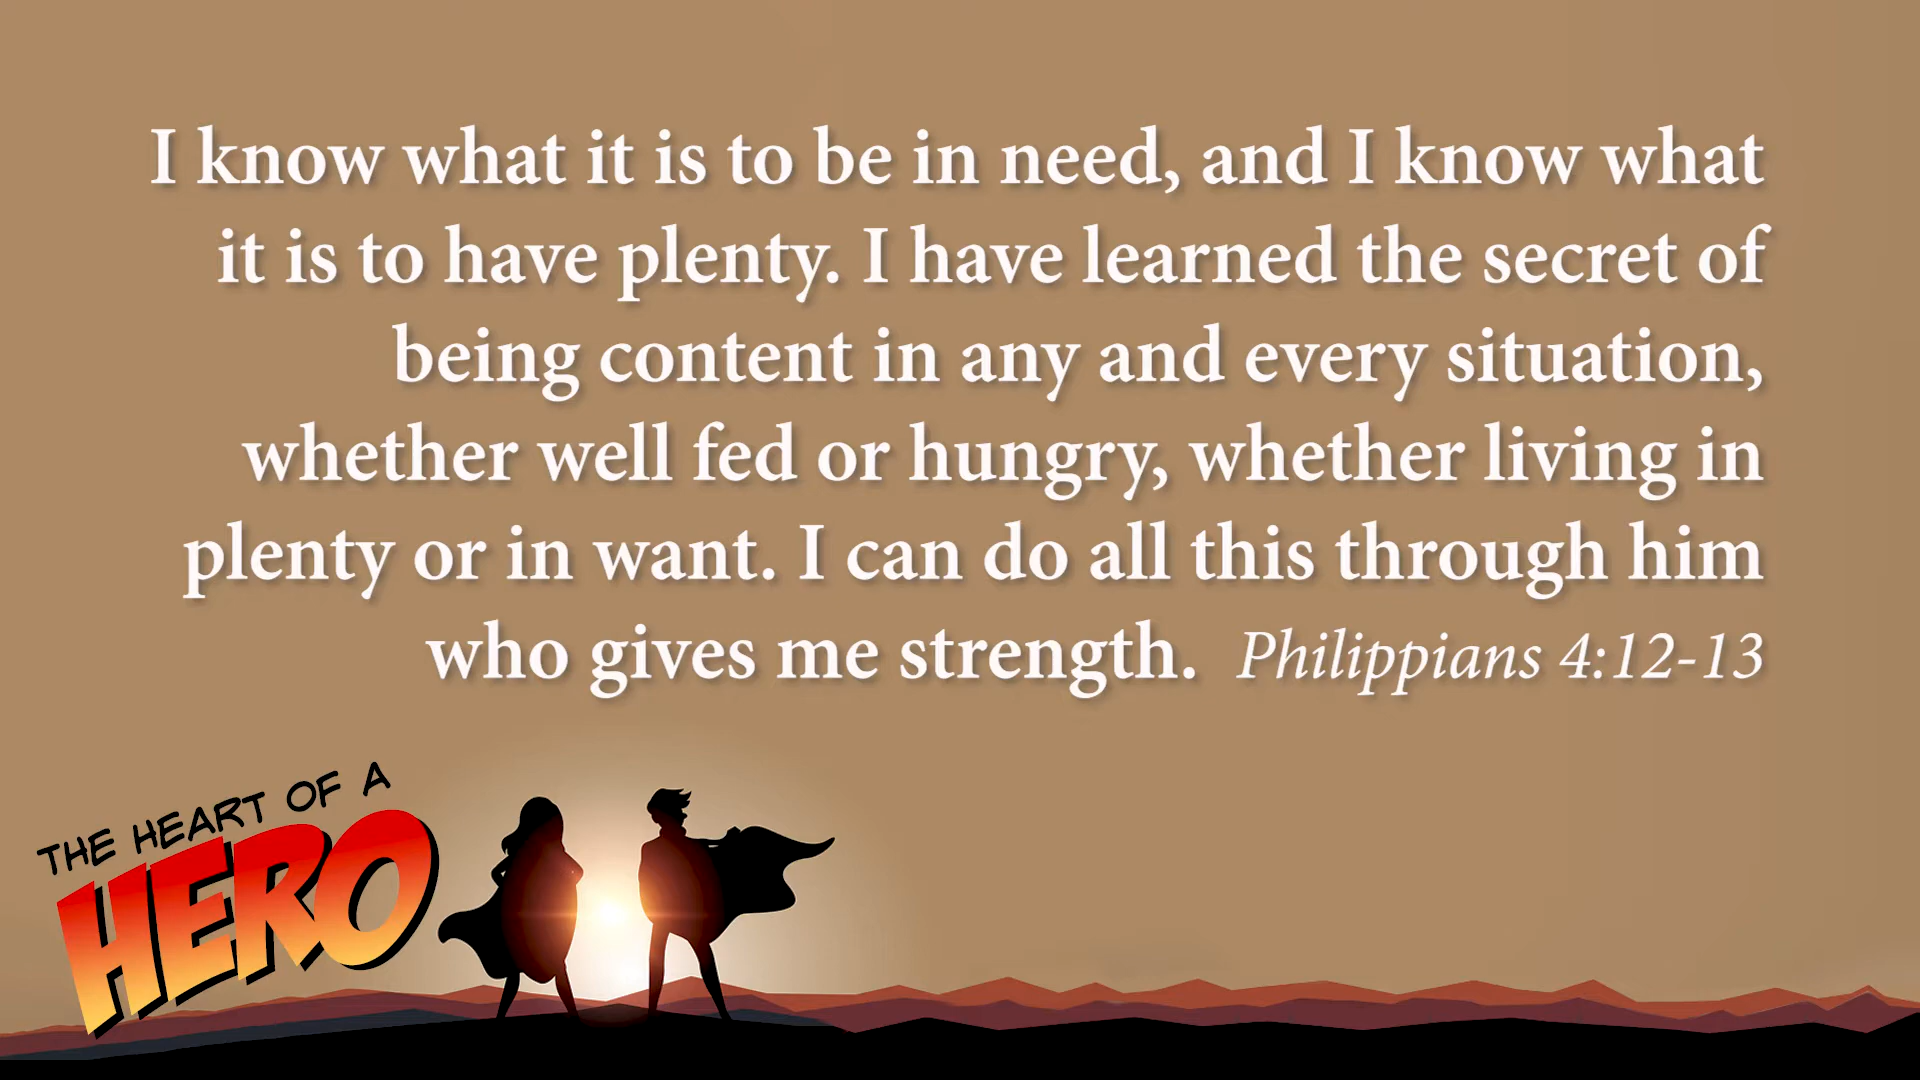 I know what it is to be in need, and I know what
it is to have plenty. I have learned the secret of
being content in any and every situation,
whether well fed or hungry, whether living in
plenty or in want. I can do all this through him
who gives me strength. Philippians 4:12-13
THE HEART OF A
HERO